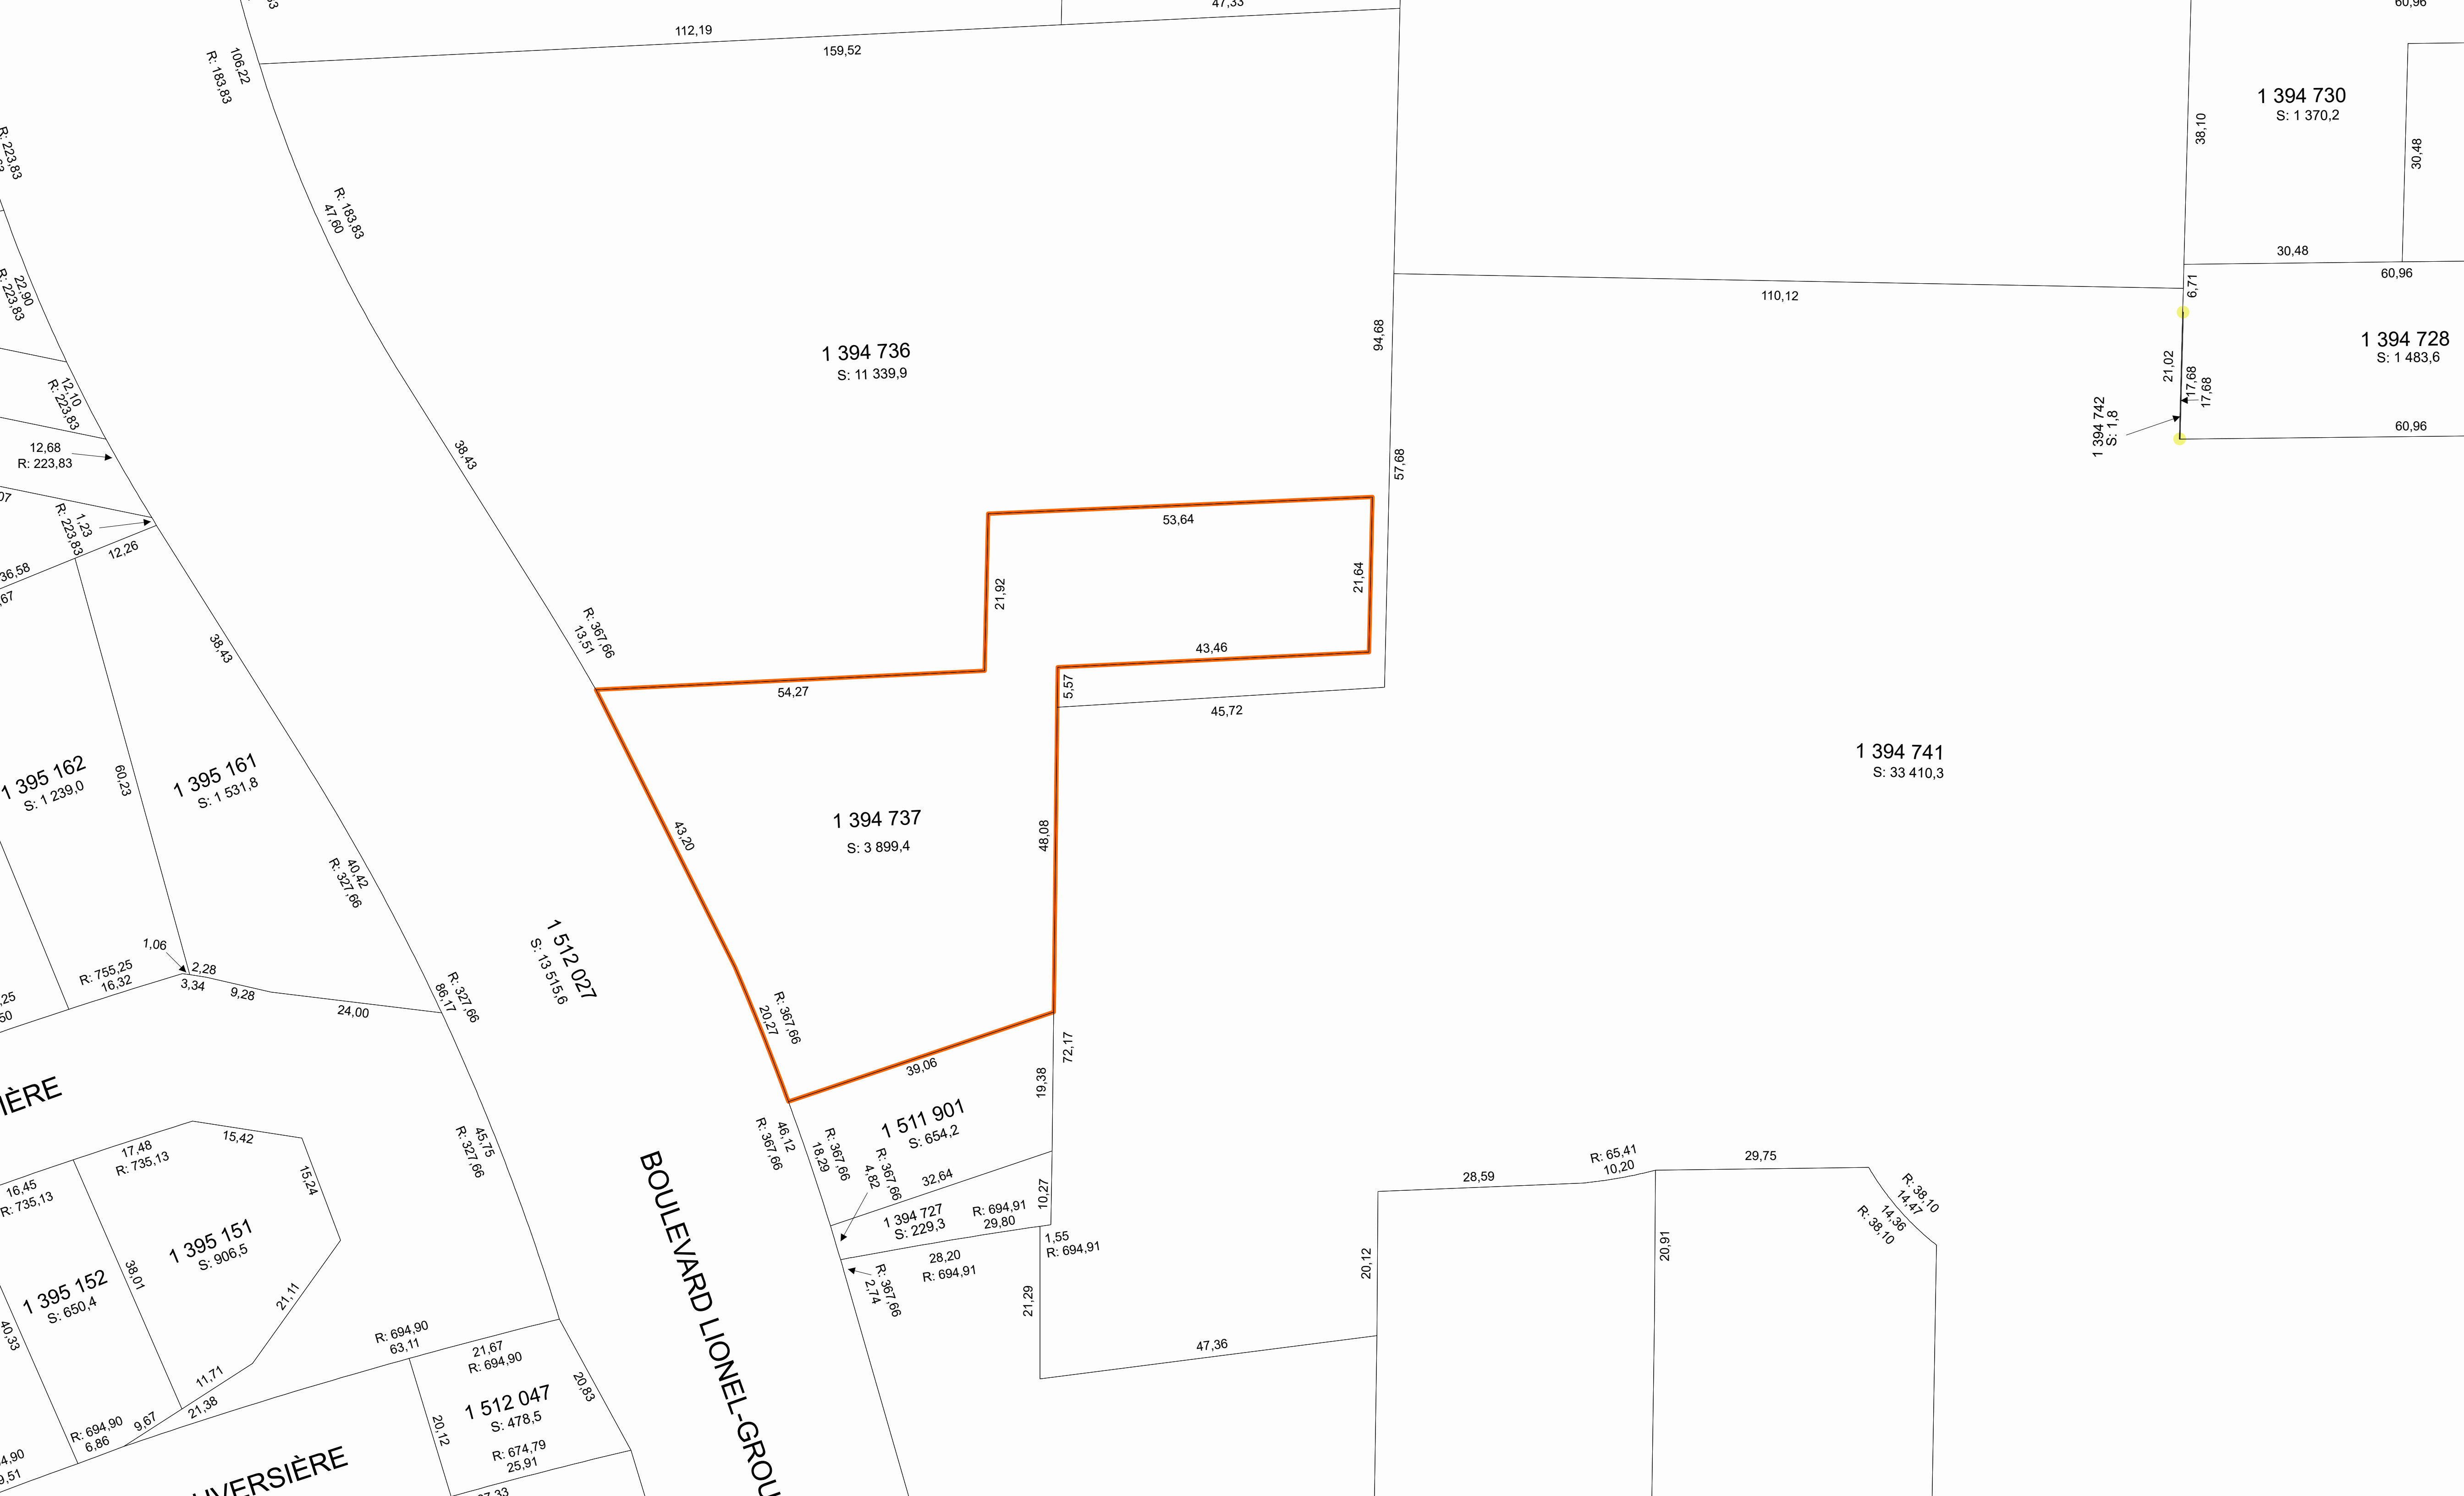 47,33
60,96
112,19
159,52
106,22
R: 183,83
1 394 730
S: 1 370,2
38,10
30,48
R: 223,83
R: 183,83
47,60
30,48
60,96
6,71
22,90
R: 223,83
110,12
1 394 736
S: 11 339,9
94,68
1 394 728
S: 1 483,6
21,02
17,68
17,68
1 394 742
S: 1,8
60,96
12,10
R: 223,83
12,68
R: 223,83
38,43
57,68
1,23
R: 223,83
12,26
53,64
36,58
21,92
21,64
R: 367,66
13,51
38,43
43,46
54,27
5,57
45,72
1 394 741
S: 33 410,3
1 395 162
S: 1 239,0
60,23
1 395 161
S: 1 531,8
1 394 737
S: 3 899,4
43,20
48,08
40,42
R: 327,66
1 512 027
S: 13 515,6
1,06
2,28
R: 755,25
16,32
3,34
9,28
24,00
R: 327,66
86,17
R: 367,66
20,27
39,06
72,17
19,38
IÈRE
1 511 901
S: 654,2
46,12
R: 367,66
R: 367,66
18,29
R: 367,66
4,82
32,64
10,27
15,42
17,48
R: 735,13
15,24
45,75
R: 327,66
16,45
R: 735,13
R: 65,41
10,20
29,75
28,59
R: 38,10
14,47
14,36
R: 38,10
1 394 727
S: 229,3
R: 694,91
29,80
1,55
R: 694,91
28,20
R: 694,91
R: 367,66
2,74
20,12
20,91
1 395 151
S: 906,5
38,01
21,11
1 395 152
S: 650,4
40,33
21,29
47,36
BOULEVARD LIONEL-GROU
R: 694,90
63,11
21,67
R: 694,90
20,83
11,71
21,38
9,67
R: 694,90
6,86
1 512 047
S: 478,5
20,12
R: 674,79
25,91
UVERSIÈRE